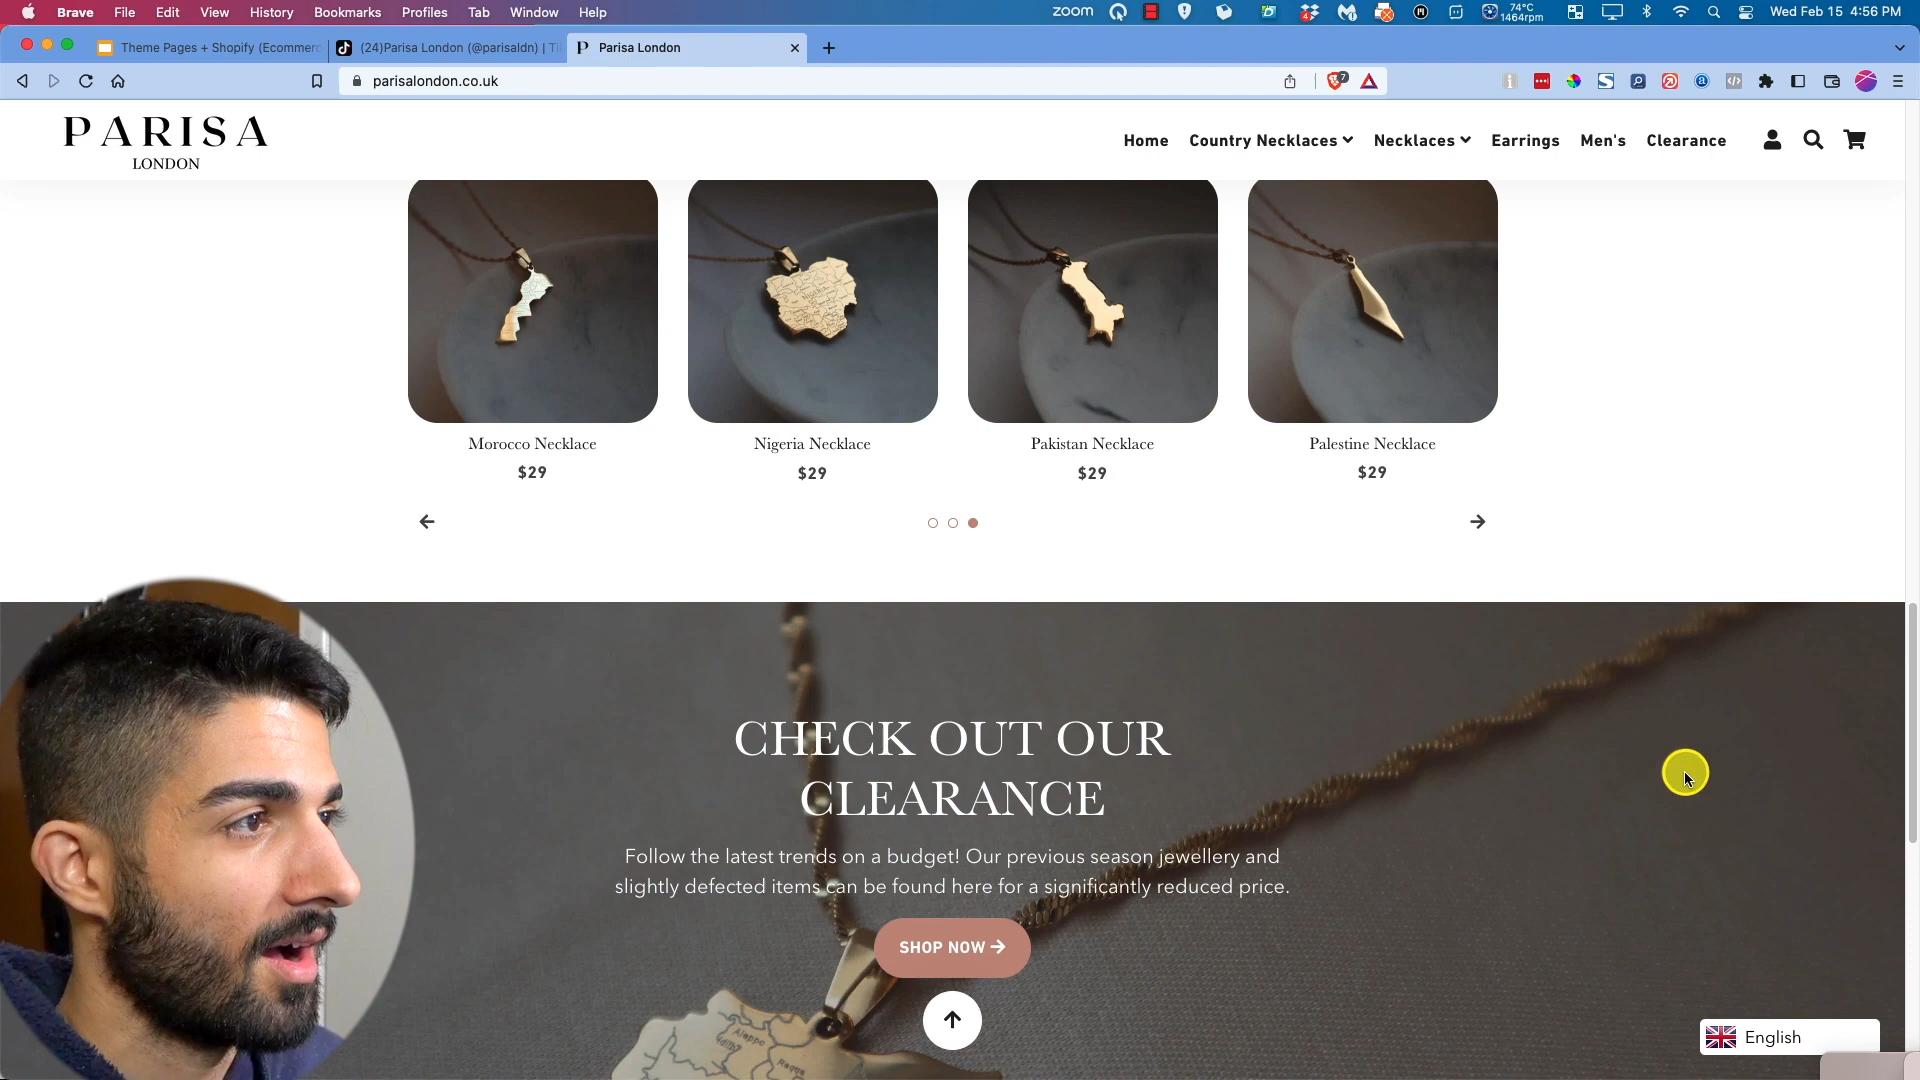 Brave File Edit View History Bookmarks Profiles Tab Window Help
zoom 74°C 1464rpm Wed Feb 15 4:56 PM
Theme Pages + Shopify (Ecommerc
(24)Parisa London (@parisaldn) | Ti
Parisa London
parisalondon.co.uk
PARISA
LONDON
Home Country Necklaces Necklaces Earrings Men's Clearance
Morocco Necklace
$29
Nigeria Necklace
$29
Pakistan Necklace
$29
Palestine Necklace
$29
CHECK OUT OUR
CLEARANCE
Follow the latest trends on a budget! Our previous season jewellery and
slightly defected items can be found here for a significantly reduced price.
SHOP NOW
Aleppo
Raqqa
English